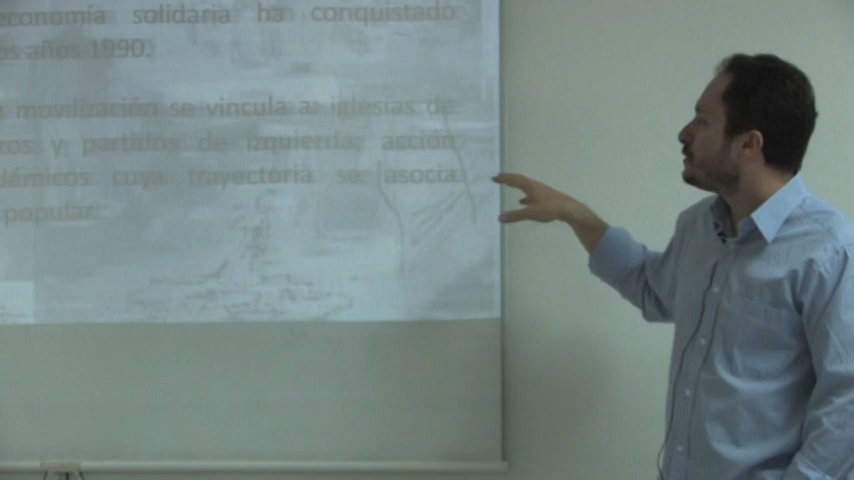 economía solidaria ha conquistado
os años 1990.
movilización se vincula a: iglesias de
ros y partidos de izquierda; acción
démicos cuya trayectoria se asocia
popular.